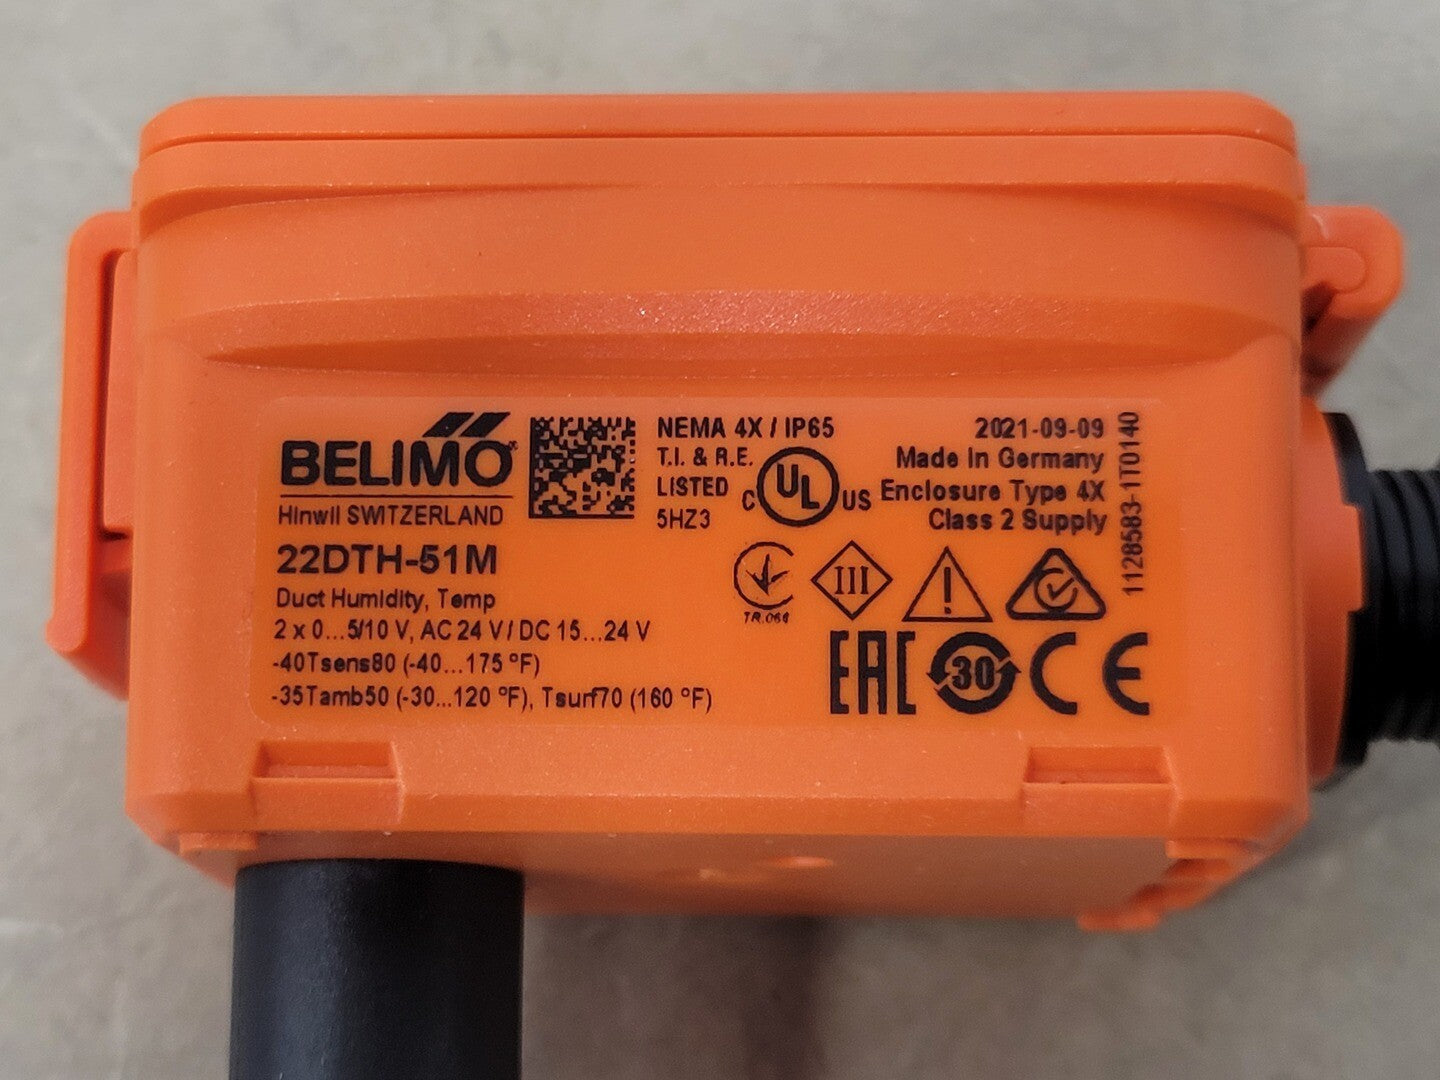 BELIMO®
Hinwil SWITZERLAND
22DTH-51M
Duct Humidity, Temp
2 x 0...5/10 V, AC 24 V / DC 15...24 V
-40Tsens80 (-40...175 °F)
-35Tamb50 (-30...120 °F), Tsurf70 (160 °F)
NEMA 4X / IP65
T.I. & R.E.
LISTED
5HZ3
C UL US
2021-09-09
Made In Germany
Enclosure Type 4X
Class 2 Supply
1128583-1T0140
TR.066
III
!
EAC
30
CE